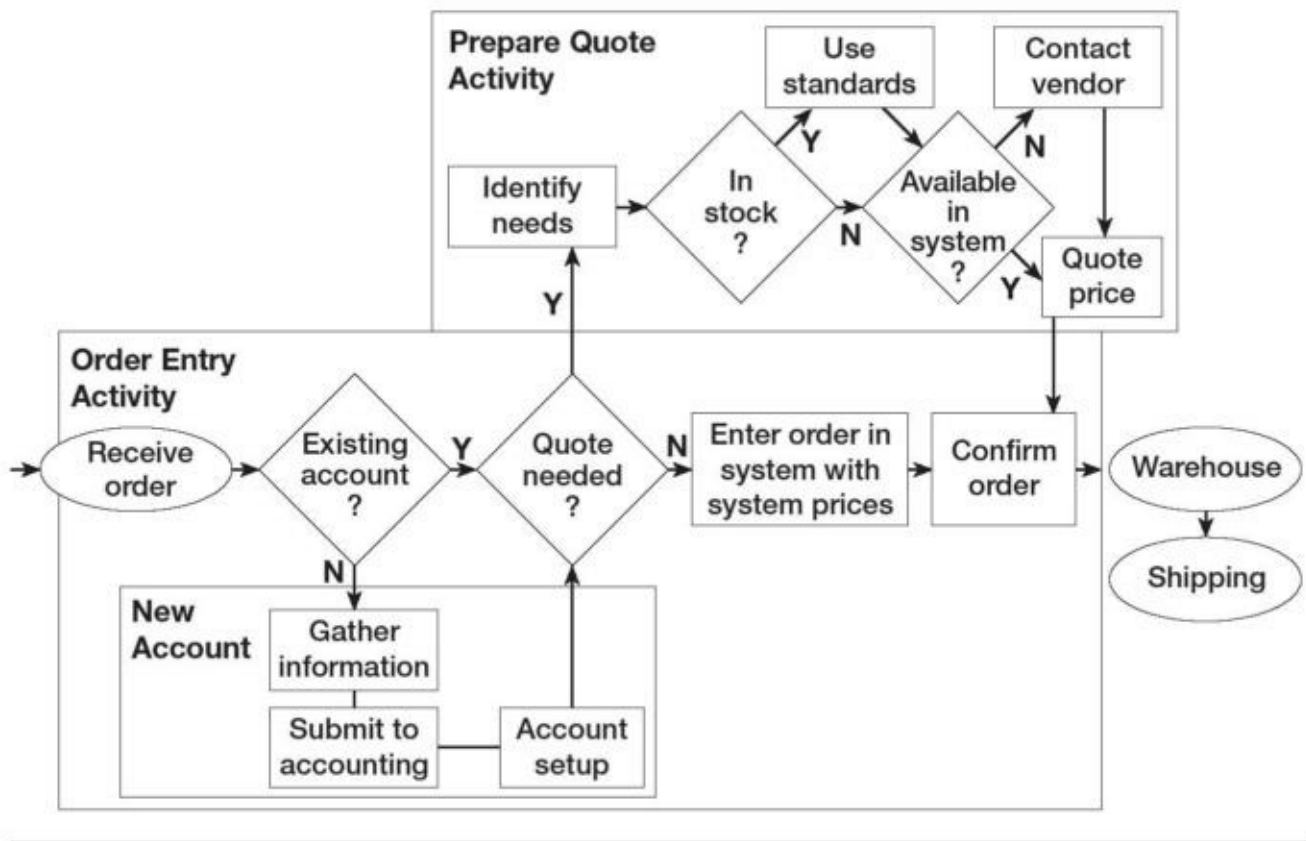 Prepare Quote
Activity
Use
standards
Contact
vendor
Y
N
Identify
needs
In
stock
?
N
Available
in
system
?
Y
Quote
price
Y
Order Entry
Activity
Receive
order
Existing
account
?
Y
Quote
needed
?
N
Enter order in
system with
system prices
Confirm
order
Warehouse
Shipping
N
New
Account
Gather
information
Submit to
accounting
Account
setup